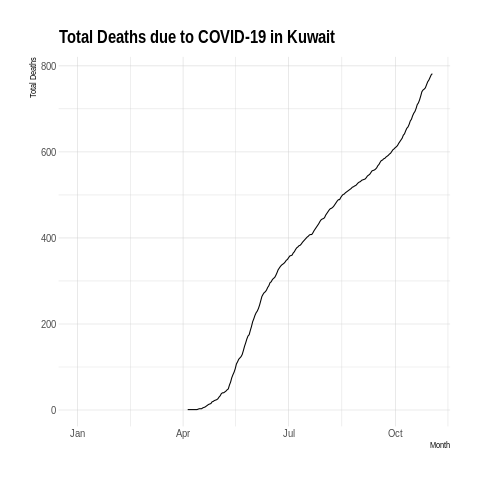 Total Deaths due to COVID-19 in Kuwait
Total Deaths
800
600
400
200
0
Jan Apr Jul Oct
Month